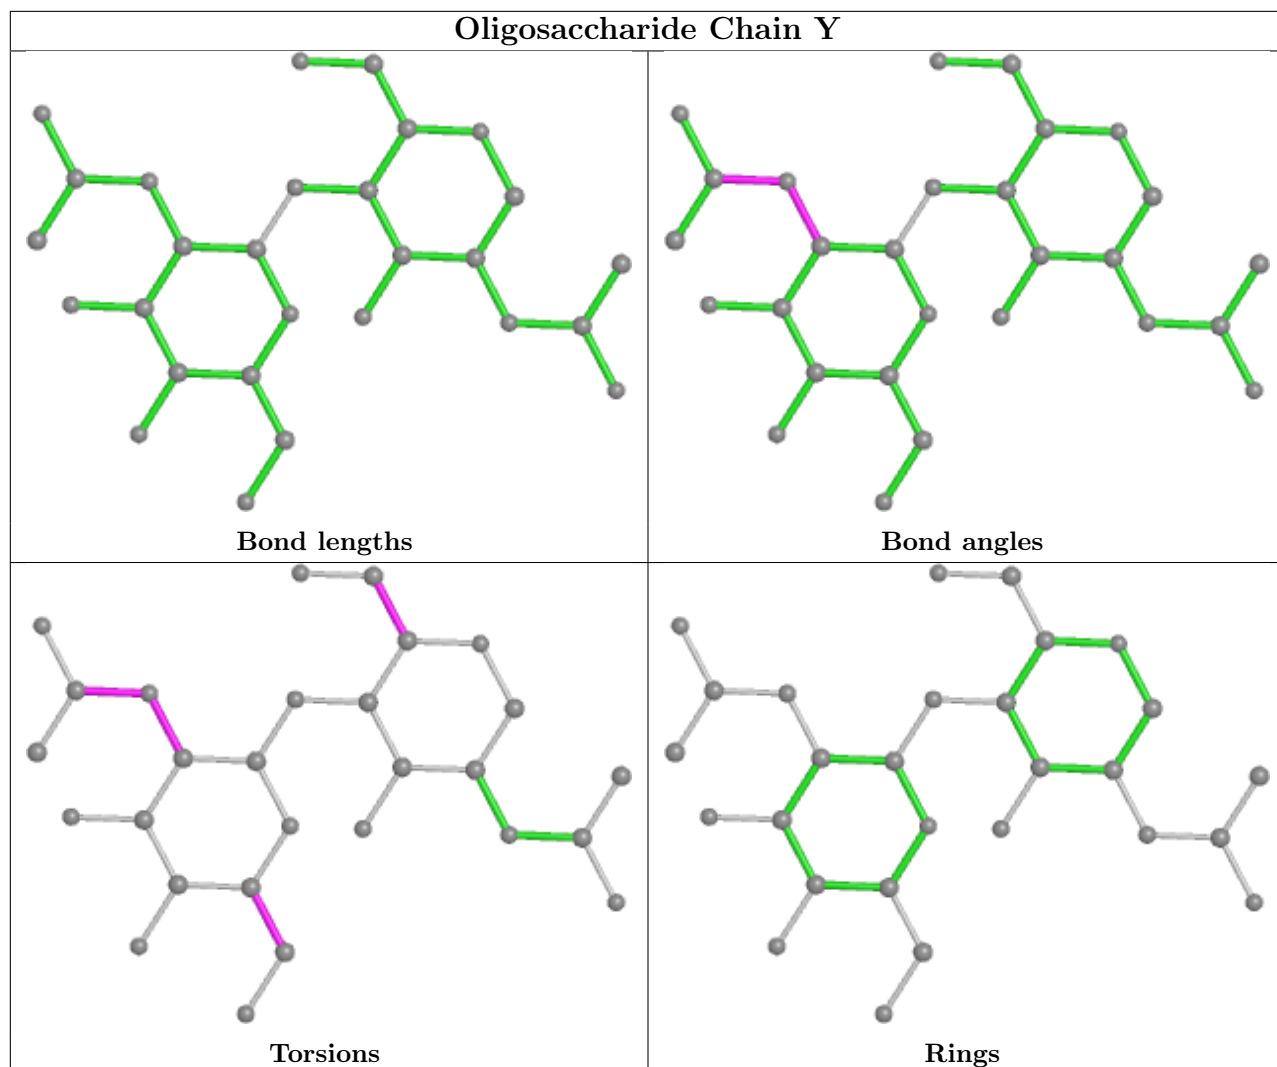 Oligosaccharide Chain Y
Bond lengths
Bond angles
Torsions
Rings